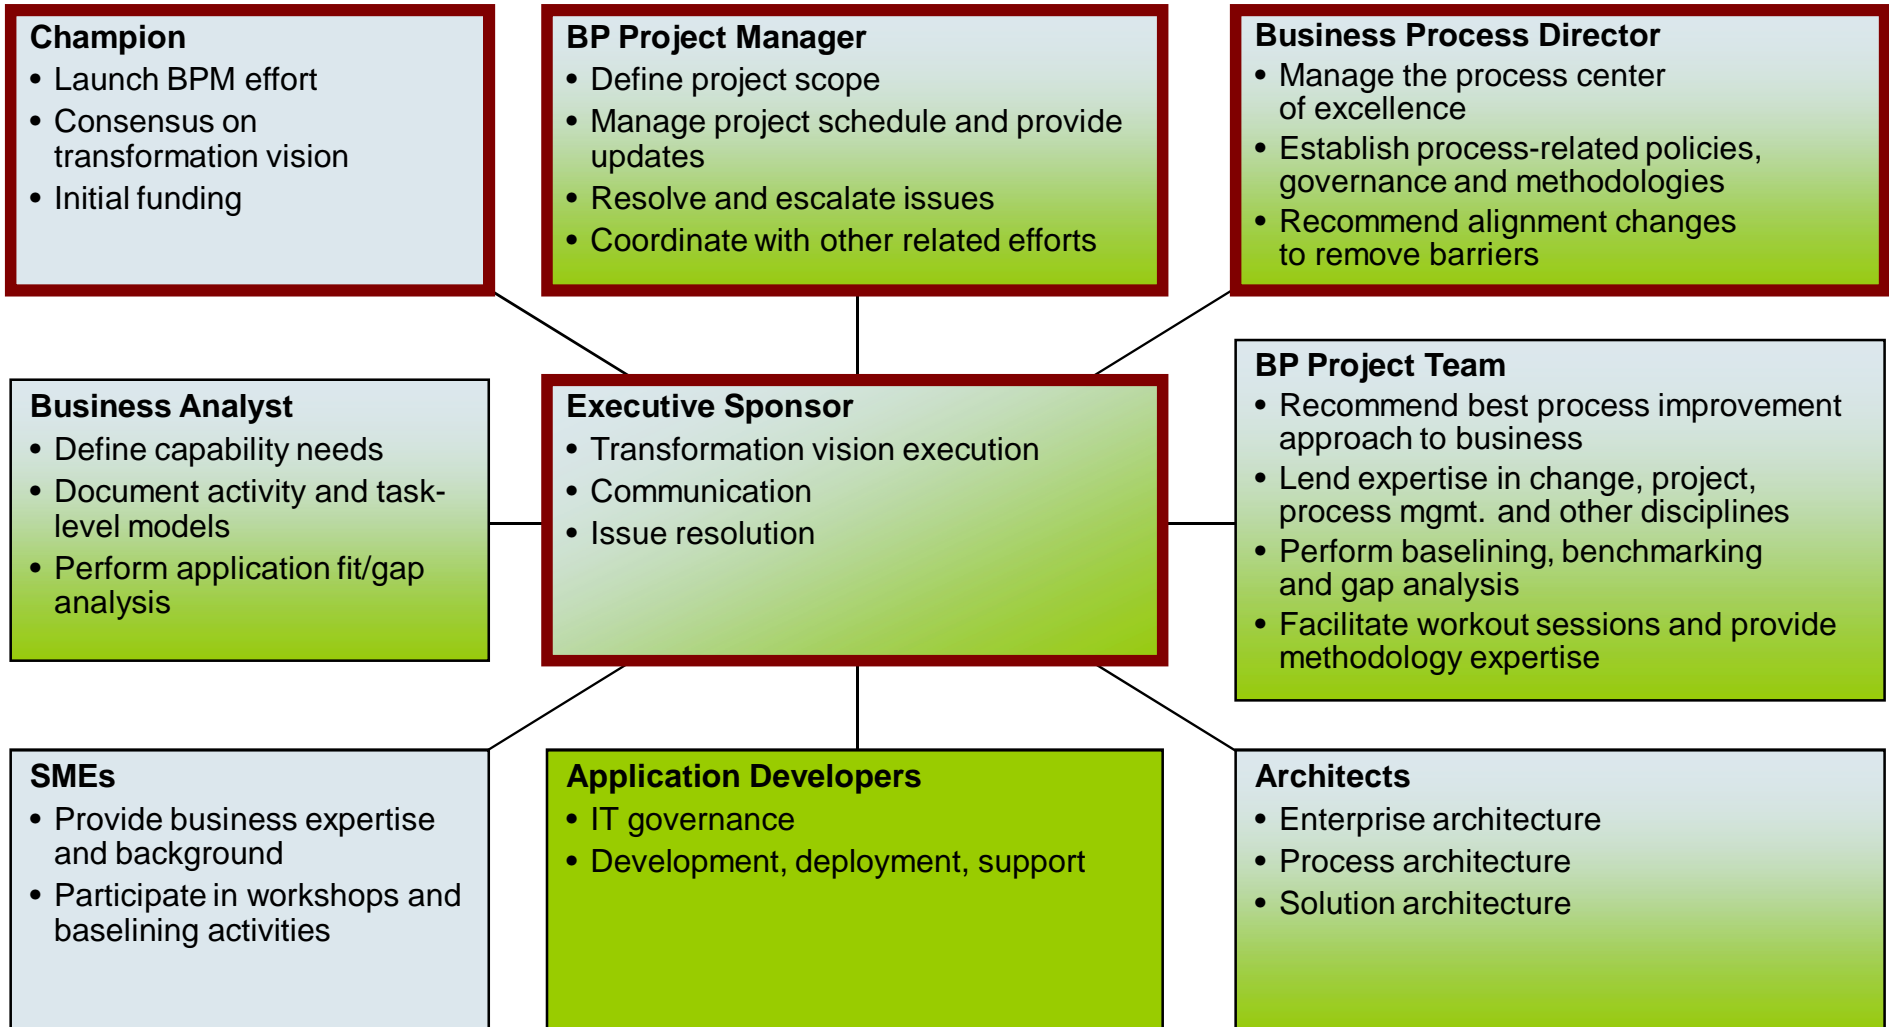 Champion
• Launch BPM effort
• Consensus on
transformation vision
• Initial funding
BP Project Manager
• Define project scope
• Manage project schedule and provide
updates
• Resolve and escalate issues
• Coordinate with other related efforts
Business Process Director
• Manage the process center
of excellence
• Establish process-related policies,
governance and methodologies
• Recommend alignment changes
to remove barriers
Business Analyst
• Define capability needs
• Document activity and task-
level models
• Perform application fit/gap
analysis
Executive Sponsor
• Transformation vision execution
• Communication
• Issue resolution
BP Project Team
• Recommend best process improvement
approach to business
• Lend expertise in change, project,
process mgmt. and other disciplines
• Perform baselining, benchmarking
and gap analysis
• Facilitate workout sessions and provide
methodology expertise
SMEs
• Provide business expertise
and background
• Participate in workshops and
baselining activities
Application Developers
• IT governance
• Development, deployment, support
Architects
• Enterprise architecture
• Process architecture
• Solution architecture